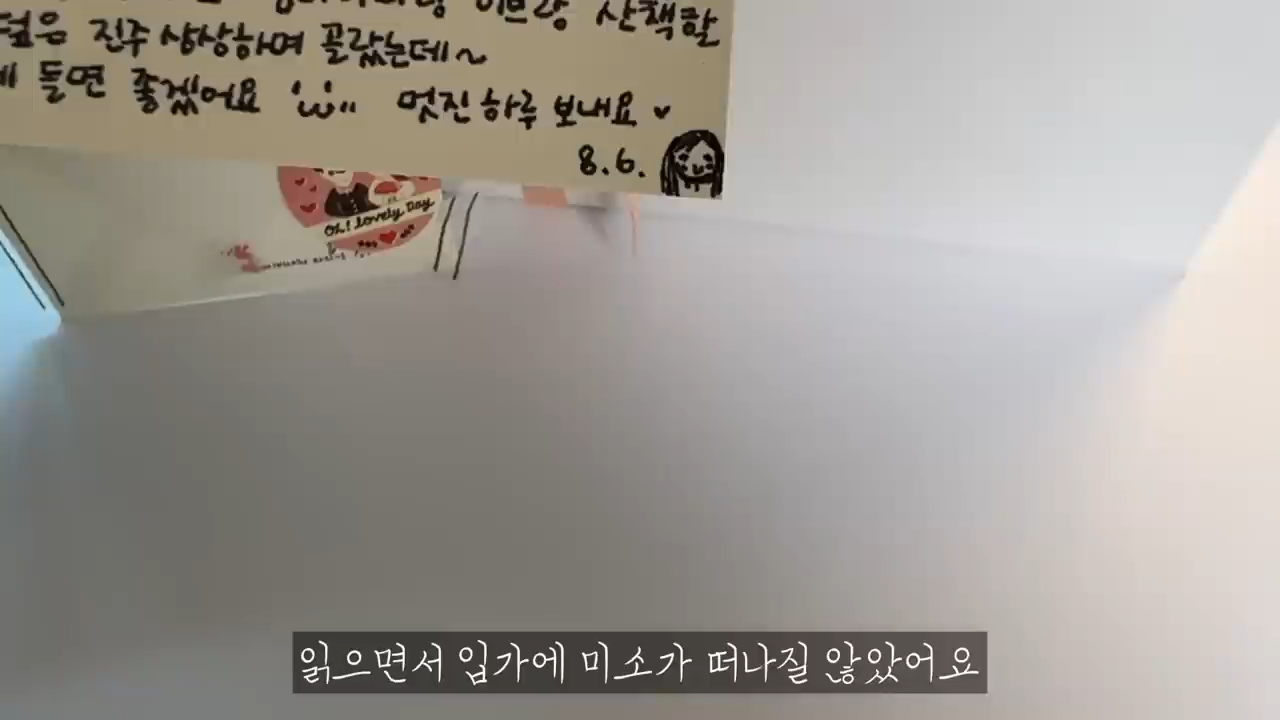 산책할
진주 상상하며 골랐는데~
들면 좋겠어요 멋진 하루 보내요 ♥
8.6.
Oh! Lovely Day
읽으면서 입가에 미소가 떠나질 않았어요